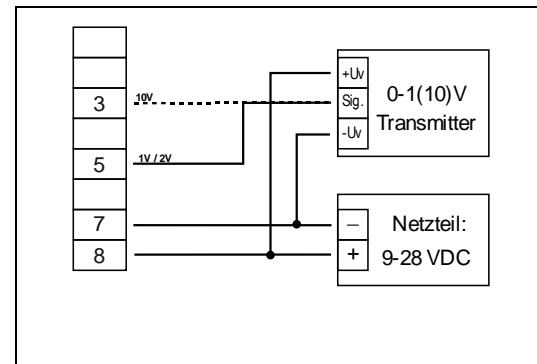 +Uv
3 10V Sig. 0-1(10)V
-Uv Transmitter
5 1V / 2V
7 – Netzteil:
8 + 9-28 VDC